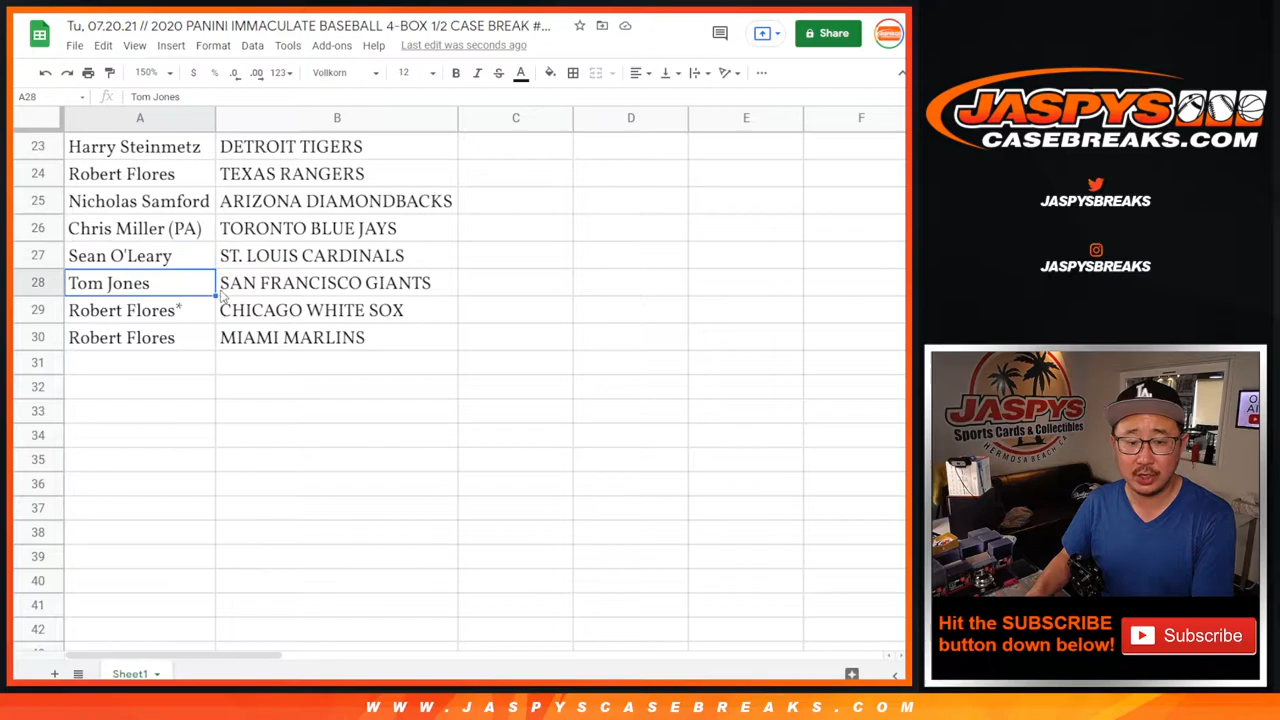 Tu, 07.20.21 // 2020 PANINI IMMACULATE BASEBALL 4-BOX 1/2 CASE BREAK #...
File Edit View Insert Format Data Tools Add-ons Help Last edit was seconds ago
Share
150% $ % .0 .00 123 Vollkorn 12 B I S A
A28 fx Tom Jones
A B C D E F
23 Harry Steinmetz DETROIT TIGERS
24 Robert Flores TEXAS RANGERS
25 Nicholas Samford ARIZONA DIAMONDBACKS
26 Chris Miller (PA) TORONTO BLUE JAYS
27 Sean O'Leary ST. LOUIS CARDINALS
28 Tom Jones SAN FRANCISCO GIANTS
29 Robert Flores* CHICAGO WHITE SOX
30 Robert Flores MIAMI MARLINS
31
32
33
34
35
36
37
38
39
40
41
42
Sheet1
JASPYS
CASEBREAKS.COM
JASPYSBREAKS
JASPYSBREAKS
JASPYS
Sports Cards & Collectibles
HERMOSA BEACH, CA
LA
Hit the SUBSCRIBE
button down below!
Subscribe
WWW.JASPYSCASEBREAKS.COM